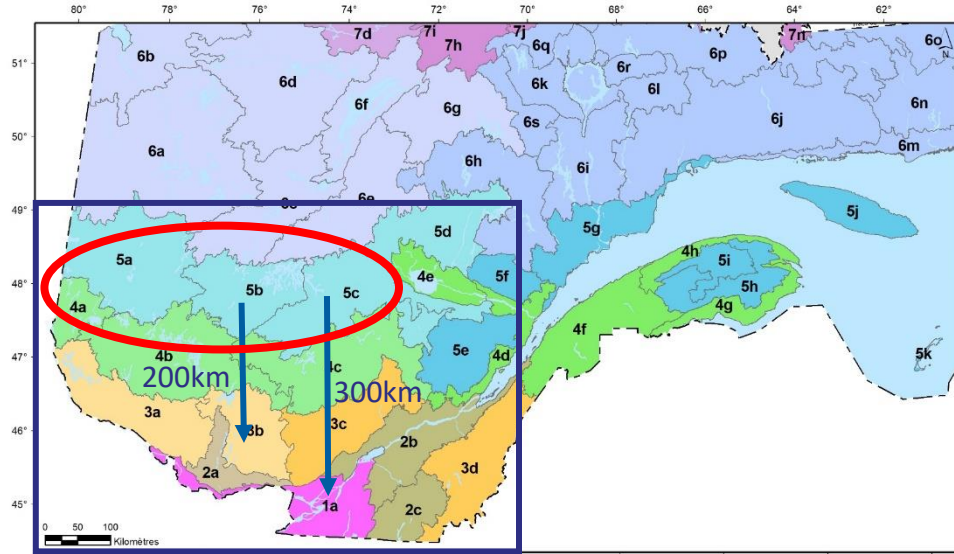 80 78 76 74 72 70 68 66 64 62
7d 7i 7h 7j 7n
51° 6b 6d 6q 6r 6p 6o
N
6f 6g 6k 6l 6n
50° 6a 6s 6j 6m
6h 6i
49° 6e
5d 5g 5j
5a 4e 5f 4h 5i
48° 5b 5c 5h
4a 4g
4f
47° 4b 4c 5e 4d 5k
200km 300km
3a
46° 3b 3c 2b
2a 3d
45° 1a 2c
0 50 100
Kilomètres